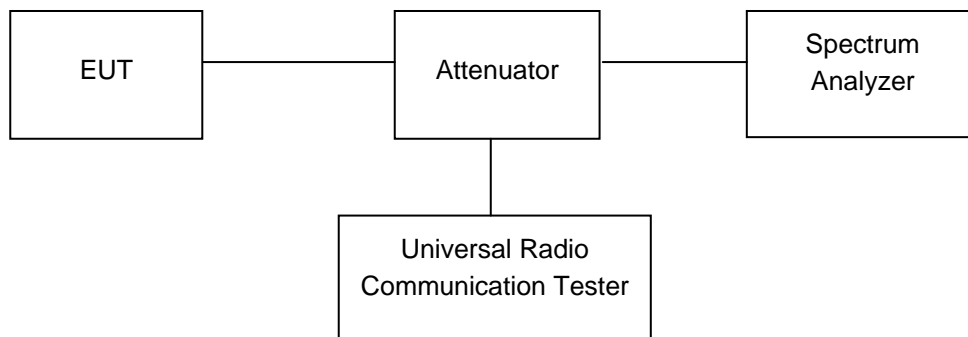 EUT
Attenuator
Spectrum
Analyzer
Universal Radio
Communication Tester